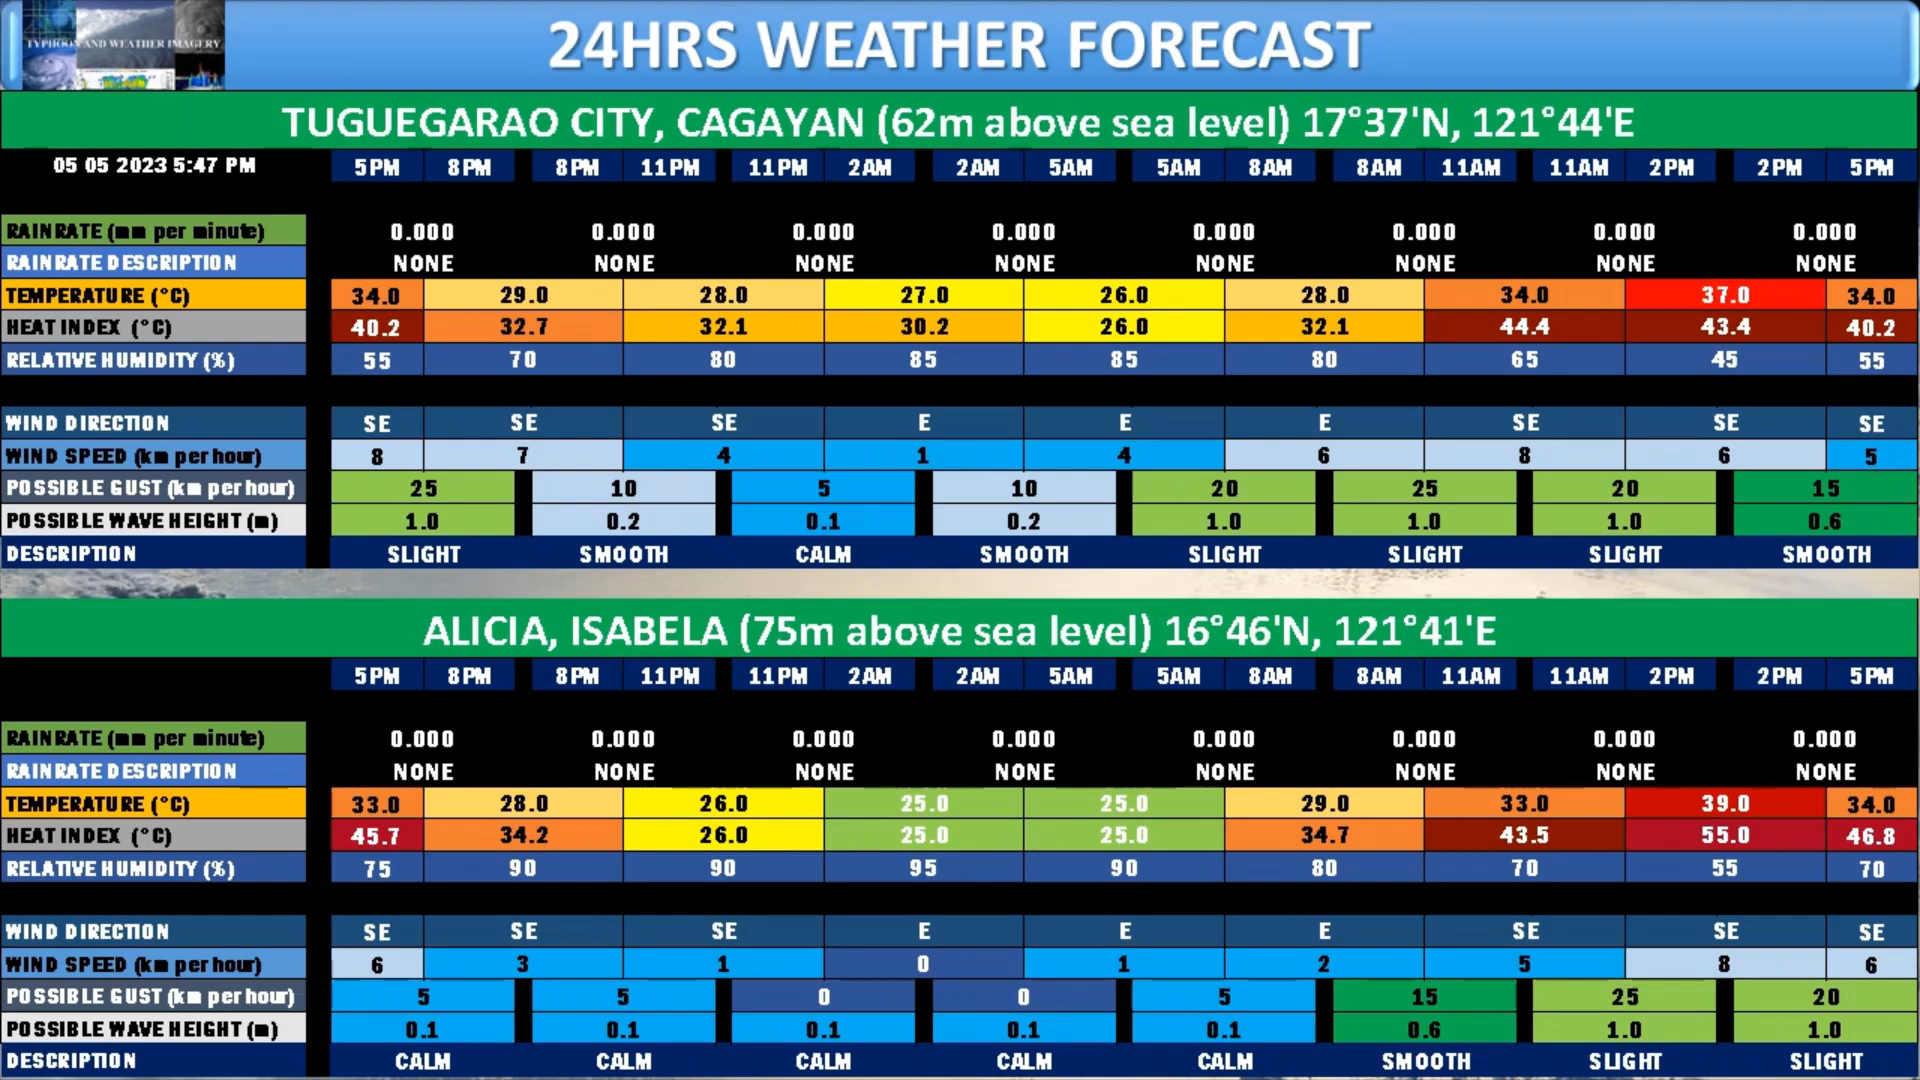 TYPHOON AND WEATHER IMAGERY
24HRS WEATHER FORECAST
TUGUEGARAO CITY, CAGAYAN (62m above sea level) 17°37'N, 121°44'E
05 05 2023 5:47 PM 5PM 8PM 8PM 11PM 11PM 2AM 2AM 5AM 5AM 8AM 8AM 11AM 11AM 2PM 2PM 5PM
RAINRATE (mm per minute) 0.000 0.000 0.000 0.000 0.000 0.000 0.000 0.000
RAINRATE DESCRIPTION NONE NONE NONE NONE NONE NONE NONE NONE
TEMPERATURE (°C) 34.0 29.0 28.0 27.0 26.0 28.0 34.0 37.0 34.0
HEAT INDEX (°C) 40.2 32.7 32.1 30.2 26.0 32.1 44.4 43.4 40.2
RELATIVE HUMIDITY (%) 55 70 80 85 85 80 65 45 55
WIND DIRECTION SE SE SE E E E SE SE SE
WIND SPEED (km per hour) 8 7 4 1 4 6 8 6 5
POSSIBLE GUST (km per hour) 25 10 5 10 20 25 20 15
POSSIBLE WAVE HEIGHT (m) 1.0 0.2 0.1 0.2 1.0 1.0 1.0 0.6
DESCRIPTION SLIGHT SMOOTH CALM SMOOTH SLIGHT SLIGHT SLIGHT SMOOTH
ALICIA, ISABELA (75m above sea level) 16°46'N, 121°41'E
5PM 8PM 8PM 11PM 11PM 2AM 2AM 5AM 5AM 8AM 8AM 11AM 11AM 2PM 2PM 5PM
RAINRATE (mm per minute) 0.000 0.000 0.000 0.000 0.000 0.000 0.000 0.000
RAINRATE DESCRIPTION NONE NONE NONE NONE NONE NONE NONE NONE
TEMPERATURE (°C) 33.0 28.0 26.0 25.0 25.0 29.0 33.0 39.0 34.0
HEAT INDEX (°C) 45.7 34.2 26.0 25.0 25.0 34.7 43.5 55.0 46.8
RELATIVE HUMIDITY (%) 75 90 90 95 90 80 70 55 70
WIND DIRECTION SE SE SE E E E SE SE SE
WIND SPEED (km per hour) 6 3 1 0 1 2 5 8 6
POSSIBLE GUST (km per hour) 5 5 0 0 5 15 25 20
POSSIBLE WAVE HEIGHT (m) 0.1 0.1 0.1 0.1 0.1 0.6 1.0 1.0
DESCRIPTION CALM CALM CALM CALM CALM SMOOTH SLIGHT SLIGHT